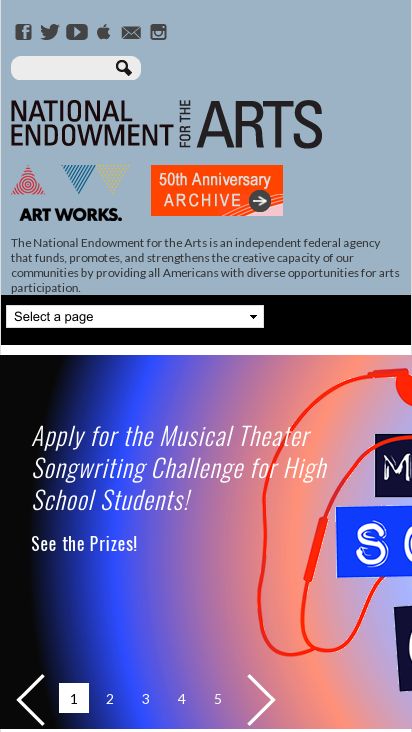 NATIONAL
ENDOWMENT
FOR THE
ARTS
ART WORKS.
50th Anniversary
ARCHIVE
The National Endowment for the Arts is an independent federal agency
that funds, promotes, and strengthens the creative capacity of our
communities by providing all Americans with diverse opportunities for arts
participation.
Select a page
Apply for the Musical Theater
Songwriting Challenge for High
School Students!
See the Prizes!
M
S
1 2 3 4 5